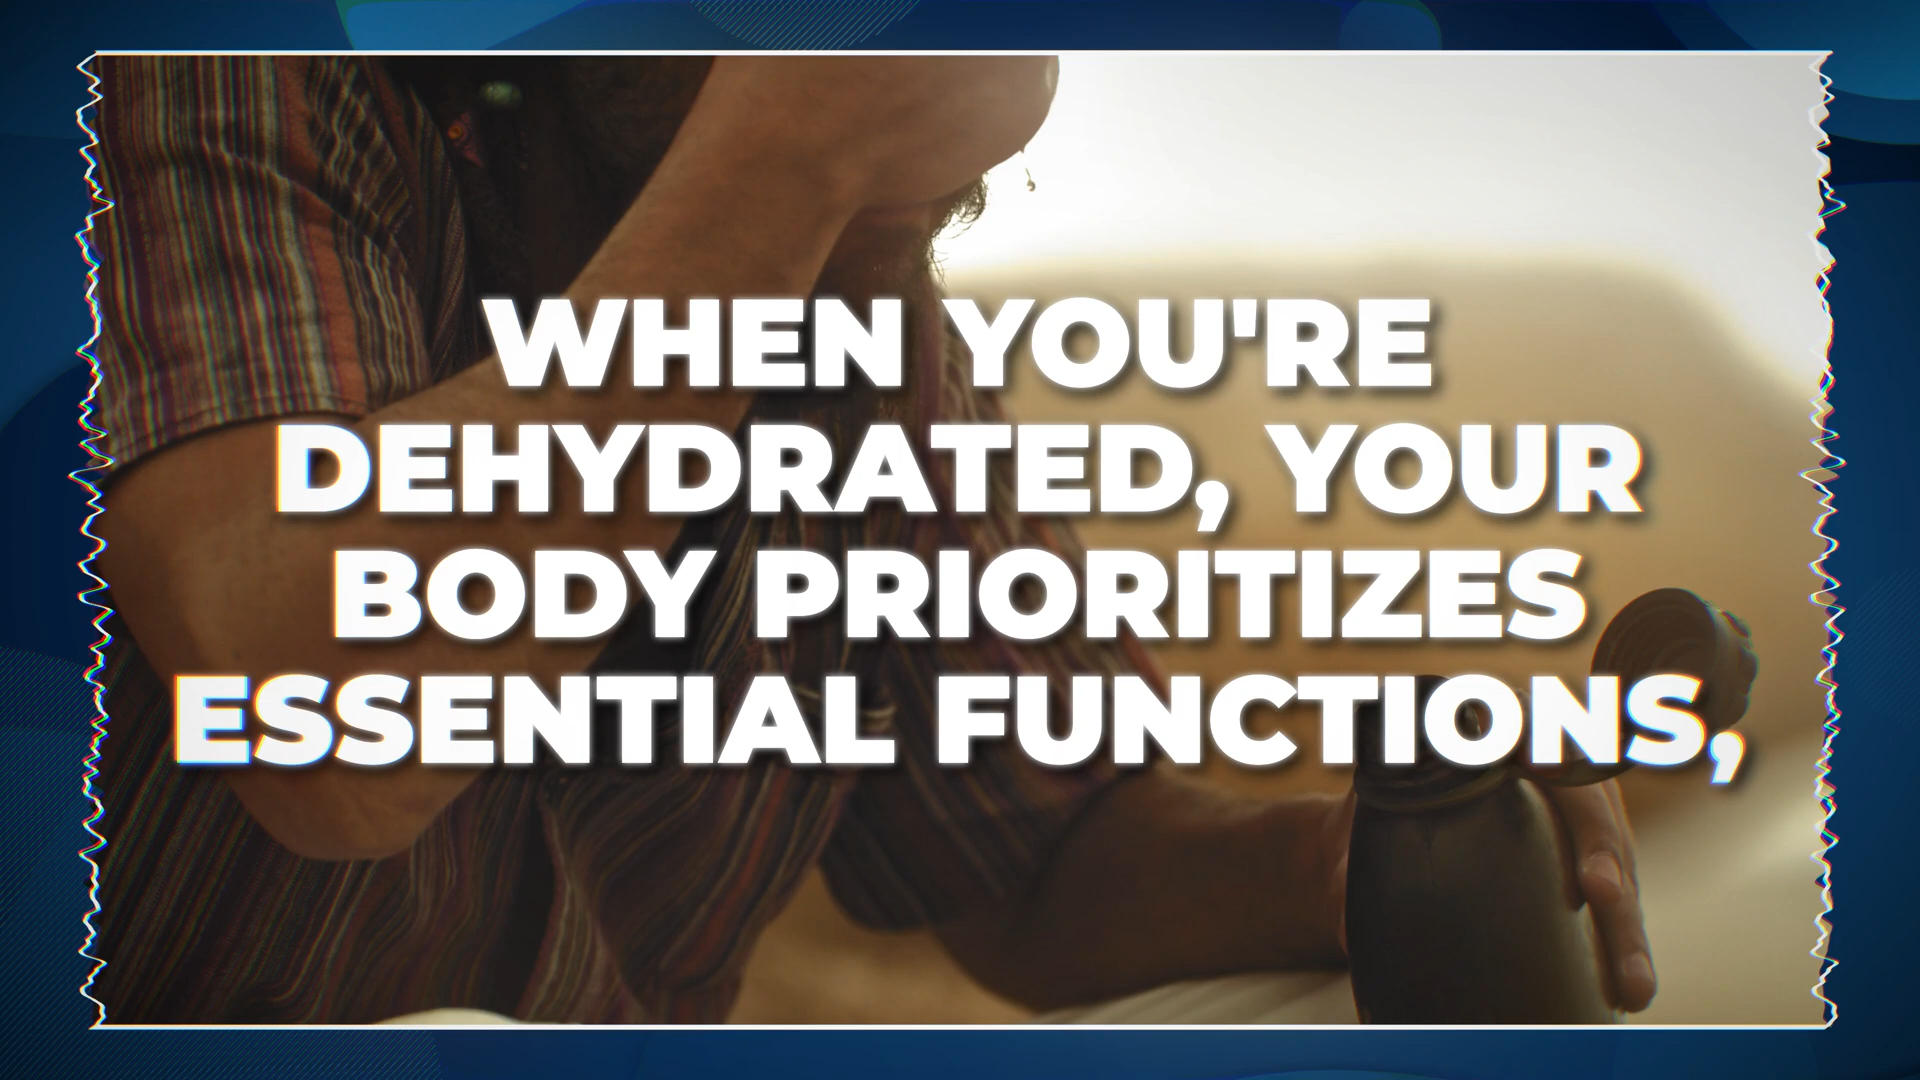 WHEN YOU'RE
DEHYDRATED, YOUR
BODY PRIORITIZES
ESSENTIAL FUNCTIONS,